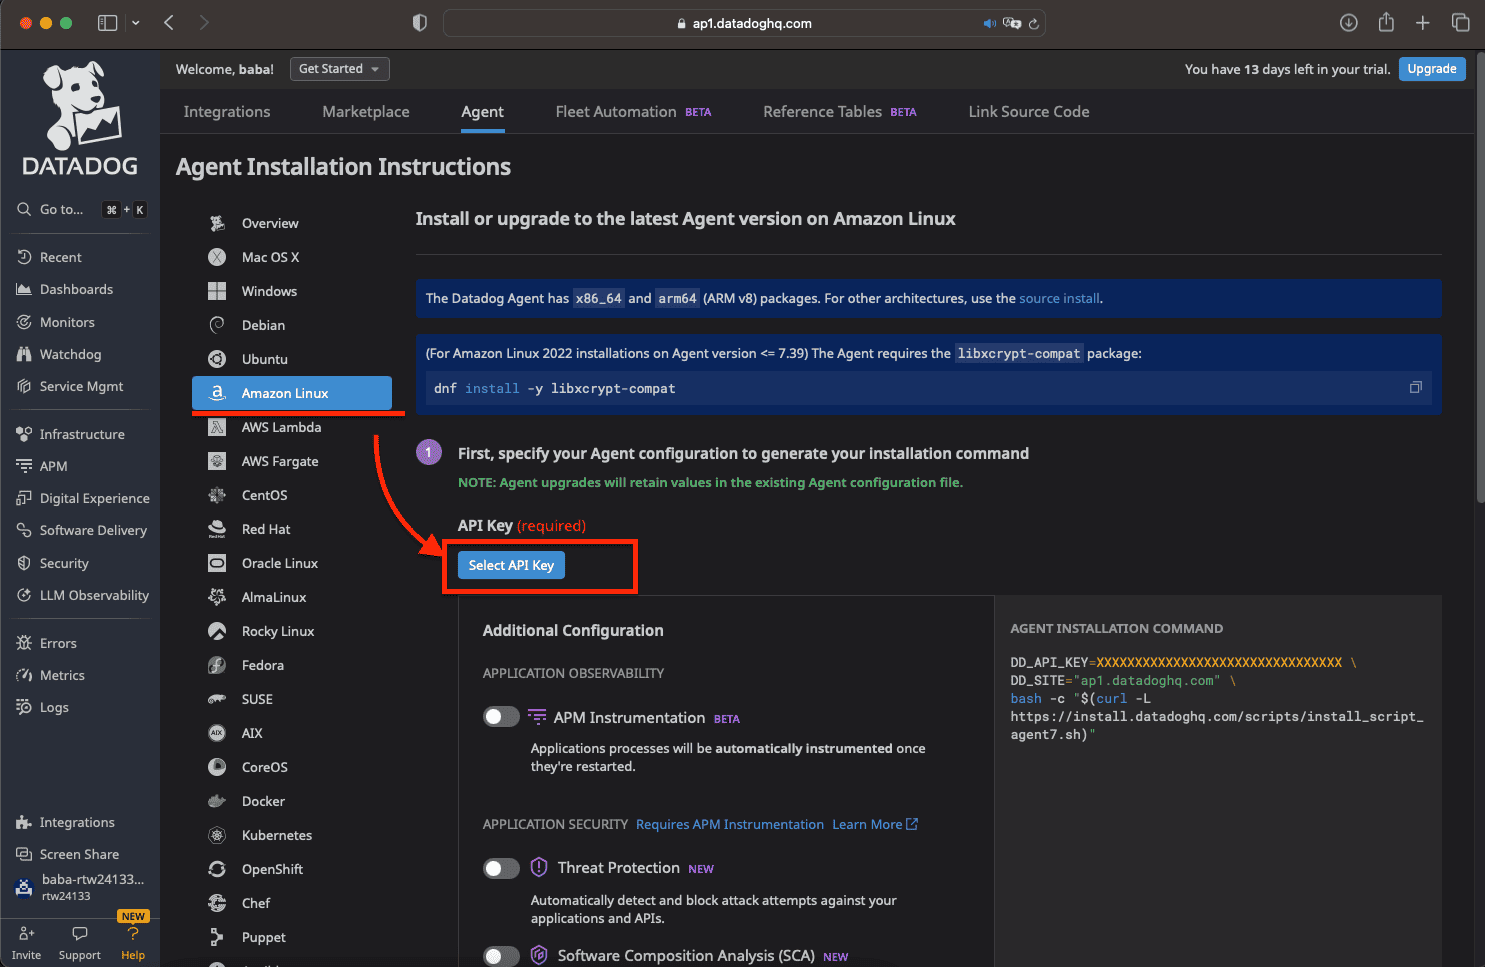 ap1.datadoghq.com
DATADOG
Go to... ⌘ + K
Recent
Dashboards
Monitors
Watchdog
Service Mgmt
Infrastructure
APM
Digital Experience
Software Delivery
Security
LLM Observability
Errors
Metrics
Logs
Integrations
Screen Share
baba-rtw24133...
rtw24133
NEW
Invite Support Help
Welcome, baba! Get Started
You have 13 days left in your trial. Upgrade
Integrations Marketplace Agent Fleet Automation BETA Reference Tables BETA Link Source Code
Agent Installation Instructions
Overview
Mac OS X
Windows
Debian
Ubuntu
Amazon Linux
AWS Lambda
AWS Fargate
CentOS
Red Hat
Oracle Linux
AlmaLinux
Rocky Linux
Fedora
SUSE
AIX
CoreOS
Docker
Kubernetes
OpenShift
Chef
Puppet
Install or upgrade to the latest Agent version on Amazon Linux
The Datadog Agent has x86_64 and arm64 (ARM v8) packages. For other architectures, use the source install.
(For Amazon Linux 2022 installations on Agent version <= 7.39) The Agent requires the libxcrypt-compat package:
dnf install -y libxcrypt-compat
1 First, specify your Agent configuration to generate your installation command
NOTE: Agent upgrades will retain values in the existing Agent configuration file.
API Key (required)
Select API Key
Additional Configuration
APPLICATION OBSERVABILITY
APM Instrumentation BETA
Applications processes will be automatically instrumented once
they're restarted.
APPLICATION SECURITY Requires APM Instrumentation Learn More
Threat Protection NEW
Automatically detect and block attack attempts against your
applications and APIs.
Software Composition Analysis (SCA) NEW
AGENT INSTALLATION COMMAND
DD_API_KEY=XXXXXXXXXXXXXXXXXXXXXXXXXXXXXXXX \
DD_SITE="ap1.datadoghq.com" \
bash -c "$(curl -L
https://install.datadoghq.com/scripts/install_script_
agent7.sh)"